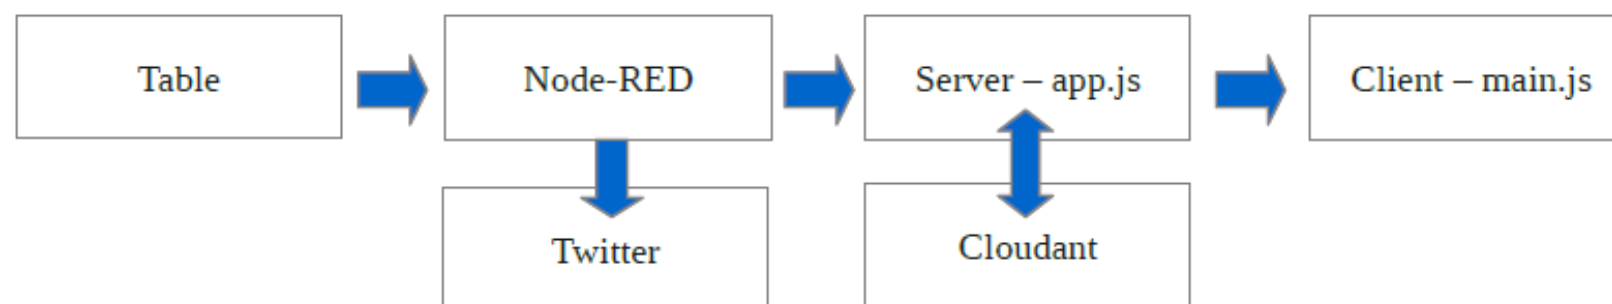 Table
Node-RED
Server – app.js
Client – main.js
Twitter
Cloudant